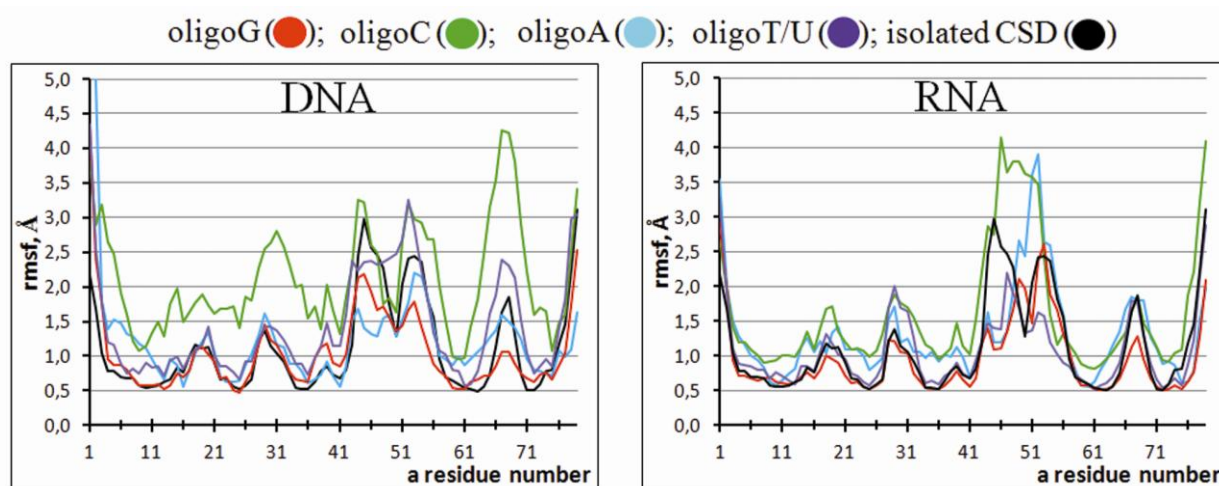 oligoG(●); oligoC(●); oligoA(●); oligoT/U(●); isolated CSD(●)
DNA
rmsf, Å
5,0
4,5
4,0
3,5
3,0
2,5
2,0
1,5
1,0
0,5
0,0
1 11 21 31 41 51 61 71
a residue number
RNA
rmsf, Å
5,0
4,5
4,0
3,5
3,0
2,5
2,0
1,5
1,0
0,5
0,0
1 11 21 31 41 51 61 71
a residue number